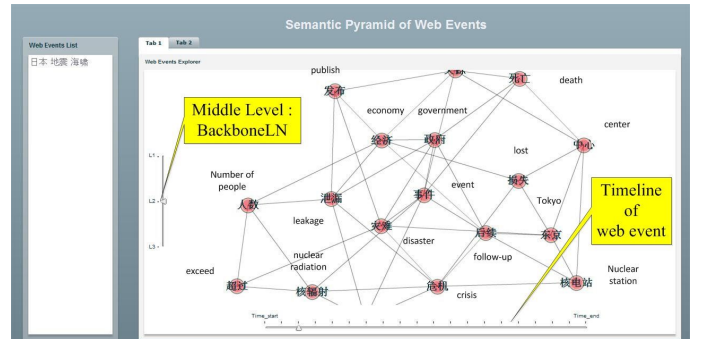 Semantic Pyramid of Web Events
Web Events List
日本 地震 海啸
Tab 1
Tab 2
Web Events Explorer
publish
发布
死亡
death
Middle Level :
BackboneLN
economy
government
经济
政府
center
中心
L1
L2
L3
lost
损失
Number of
people
人数
泄漏
事件
event
Tokyo
Timeline
of
web event
leakage
灾难
disaster
后续
东京
nuclear
radiation
follow-up
exceed
超过
核辐射
危机
crisis
Nuclear
station
核电站
Time_start
Time_end